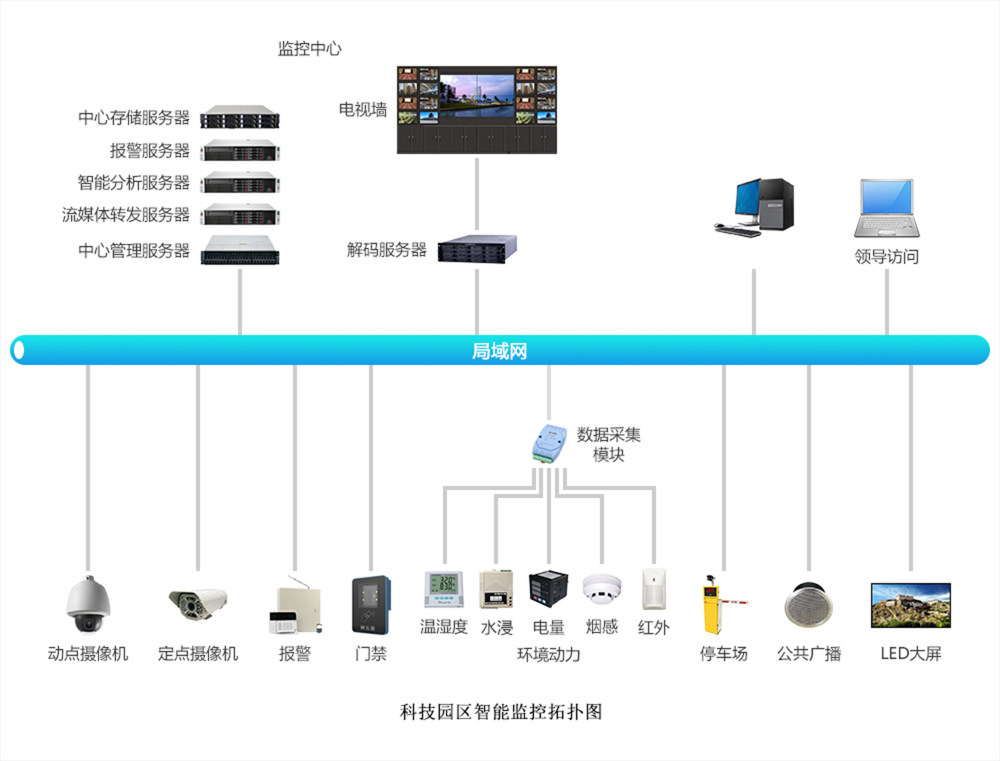 监控中心
电视墙
中心存储服务器
报警服务器
智能分析服务器
流媒体转发服务器
中心管理服务器
解码服务器
领导访问
局域网
数据采集
模块
温湿度
水浸
电量
烟感
红外
环境动力
动点摄像机
定点摄像机
报警
门禁
停车场
公共广播
LED大屏
科技园区智能监控拓扑图